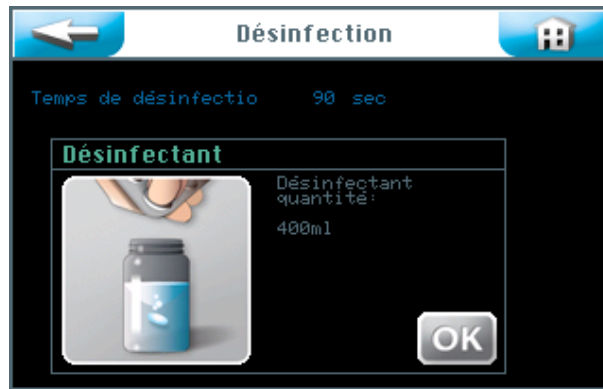 Désinfection
Temps de désinfectio 90 sec
Désinfectant
Désinfectant
quantité:
400ml
OK